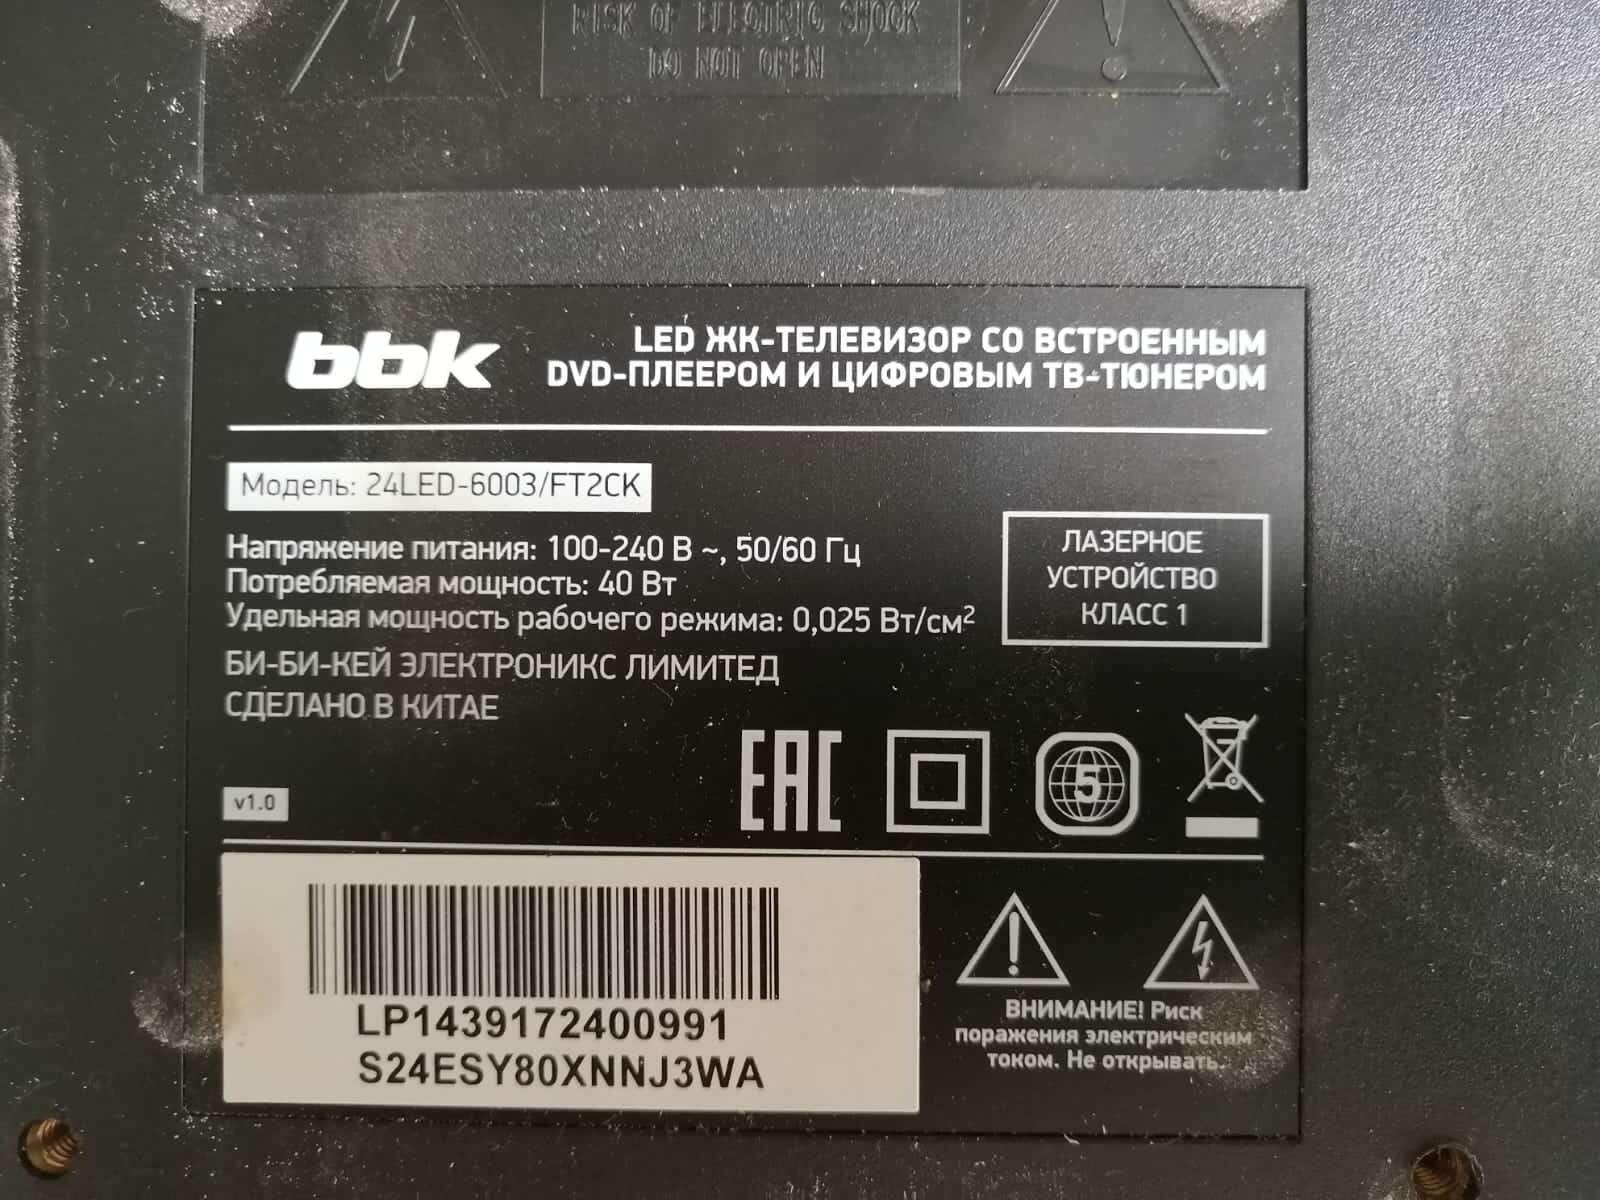 RISK OF ELECTRIC SHOCK
DO NOT OPEN
bbk
LED ЖК-ТЕЛЕВИЗОР СО ВСТРОЕННЫМ
DVD-ПЛЕЕРОМ И ЦИФРОВЫМ ТВ-ТЮНЕРОМ
Модель: 24LED-6003/FT2CK
Напряжение питания: 100-240 В ~, 50/60 Гц
Потребляемая мощность: 40 Вт
Удельная мощность рабочего режима: 0,025 Вт/см²
ЛАЗЕРНОЕ
УСТРОЙСТВО
КЛАСС 1
БИ-БИ-КЕЙ ЭЛЕКТРОНИКС ЛИМИТЕД
СДЕЛАНО В КИТАЕ
EAC
5
v1.0
LP1439172400991
S24ESY80XNNJ3WA
ВНИМАНИЕ! Риск
поражения электрическим
током. Не открывать.